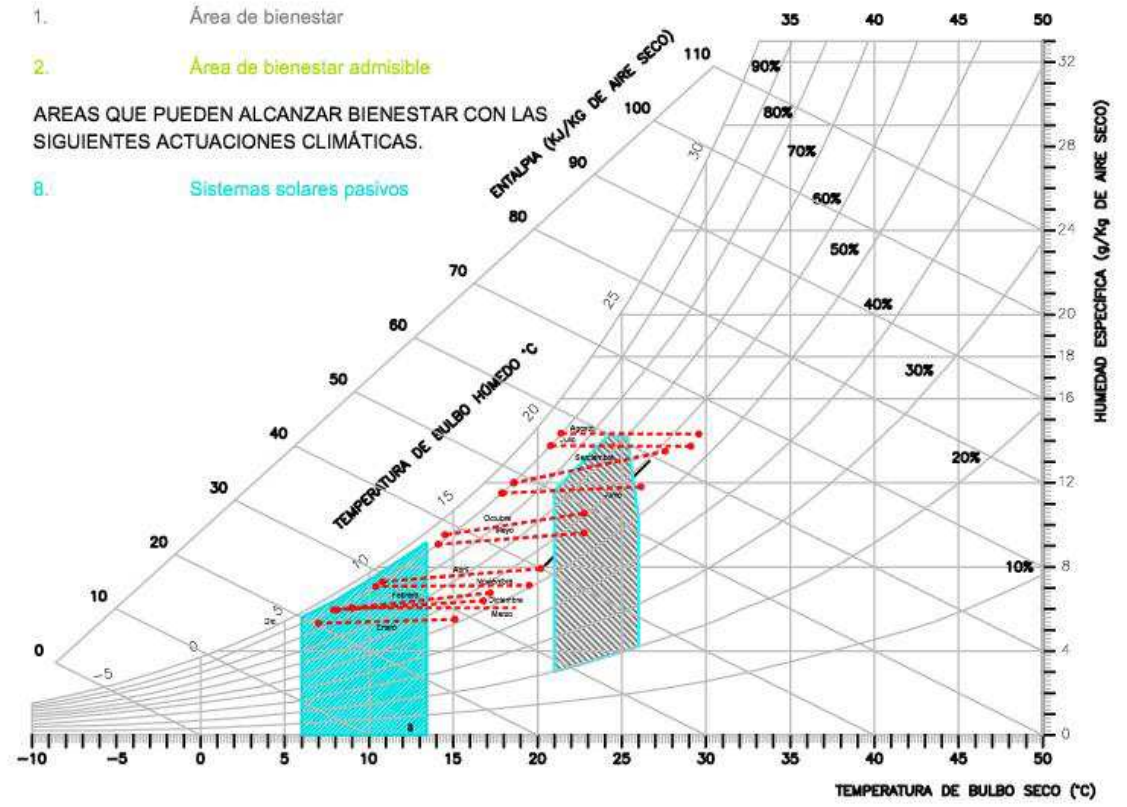 1. Área de bienestar
2. Área de bienestar admisible
AREAS QUE PUEDEN ALCANZAR BIENESTAR CON LAS
SIGUIENTES ACTUACIONES CLIMÁTICAS.
8. Sistemas solares pasivos
35 40 45 50
ENTALPIA (KJ/KG DE AIRE SECO)
110
100
90
80
70
60
50
40
30
20
10
0
TEMPERATURA DE BULBO HÚMEDO °C
30
25
20
15
10
5
0
-5
90%
80%
70%
60%
50%
40%
30%
20%
10%
32
28
24
20
18
16
12
8
4
0
HUMEDAD ESPECÍFICA (g/Kg DE AIRE SECO)
Agosto
Julio
Septiembre
Junio
Octubre
Mayo
Abril
Noviembre
Febrero
Diciembre
Marzo
Enero
8
-10 -5 0 5 10 15 20 25 30 35 40 45 50
TEMPERATURA DE BULBO SECO (°C)